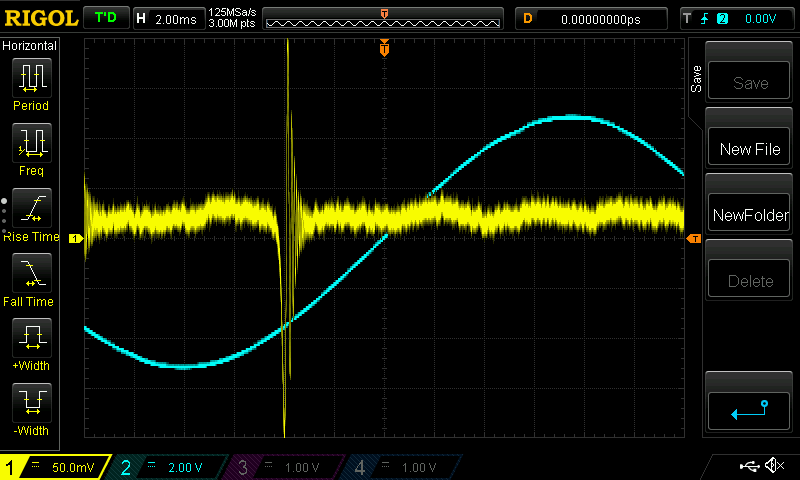 RIGOL T'D H 2.00ms 125MSa/s 3.00M pts T D 0.00000000ps T 2 0.00V
Horizontal
Period
Freq
Rise Time
Fall Time
+Width
-Width
T
1
T
Save
Save
New File
NewFolder
Delete
1 50.0mV 2 2.00 V 3 1.00 V 4 1.00 V